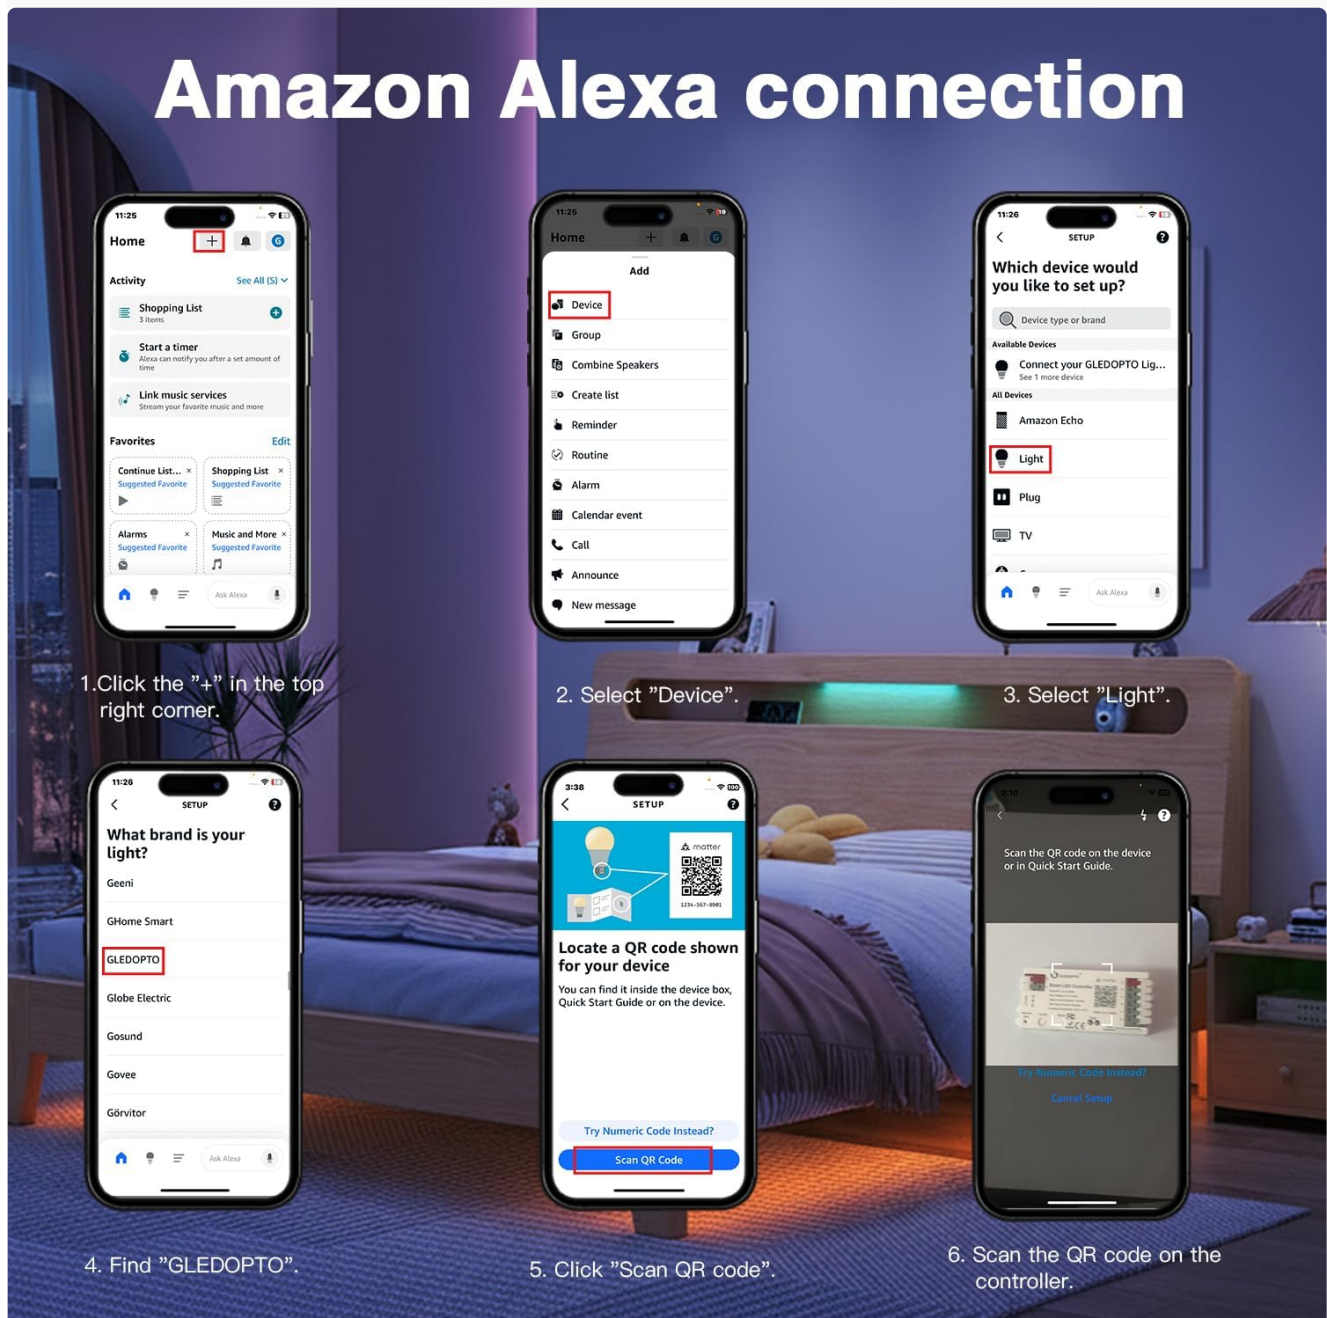 Amazon Alexa connection
11:25
Home
Activity
See All (5)
Shopping List
3 items
Start a timer
Alexa can notify you after a set amount of
time
Link music services
Stream your favorite music and more
Favorites
Edit
Continue List... ×
Suggested Favorite
Shopping List ×
Suggested Favorite
Alarms ×
Suggested Favorite
Music and More ×
Suggested Favorite
Ask Alexa
1.Click the "+" in the top
right corner.
11:25
19
Home
G
Add
Device
Group
Combine Speakers
Create list
Reminder
Routine
Alarm
Calendar event
Call
Announce
New message
2. Select "Device".
11:26
SETUP
Which device would
you like to set up?
Device type or brand
Available Devices
Connect your GLEDOPTO Lig...
See 1 more device
All Devices
Amazon Echo
Light
Plug
TV
Ask Alexa
3. Select "Light".
11:26
SETUP
What brand is your
light?
Geeni
GHome Smart
GLEDOPTO
Globe Electric
Gosund
Govee
Görvitor
Ask Alexa
4. Find "GLEDOPTO".
3:38
100
SETUP
matter
1234-567-8901
Locate a QR code shown
for your device
You can find it inside the device box,
Quick Start Guide or on the device.
Try Numeric Code Instead?
Scan QR Code
5. Click "Scan QR code".
2:10
Scan the QR code on the device
or in Quick Start Guide.
Try Numeric Code Instead?
Cancel Setup
6. Scan the QR code on the
controller.